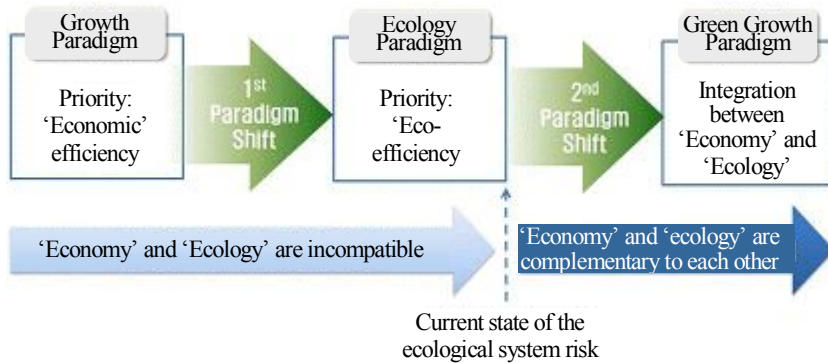 Growth
Paradigm
Priority:
‘Economic’
efficiency
1st
Paradigm
Shift
Ecology
Paradigm
Priority:
‘Eco-
efficiency
2nd
Paradigm
Shift
Green Growth
Paradigm
Integration
between
‘Economy’ and
‘Ecology’
‘Economy’ and ‘Ecology’ are incompatible
‘Economy’ and ‘ecology’ are
complementary to each other
Current state of the
ecological system risk